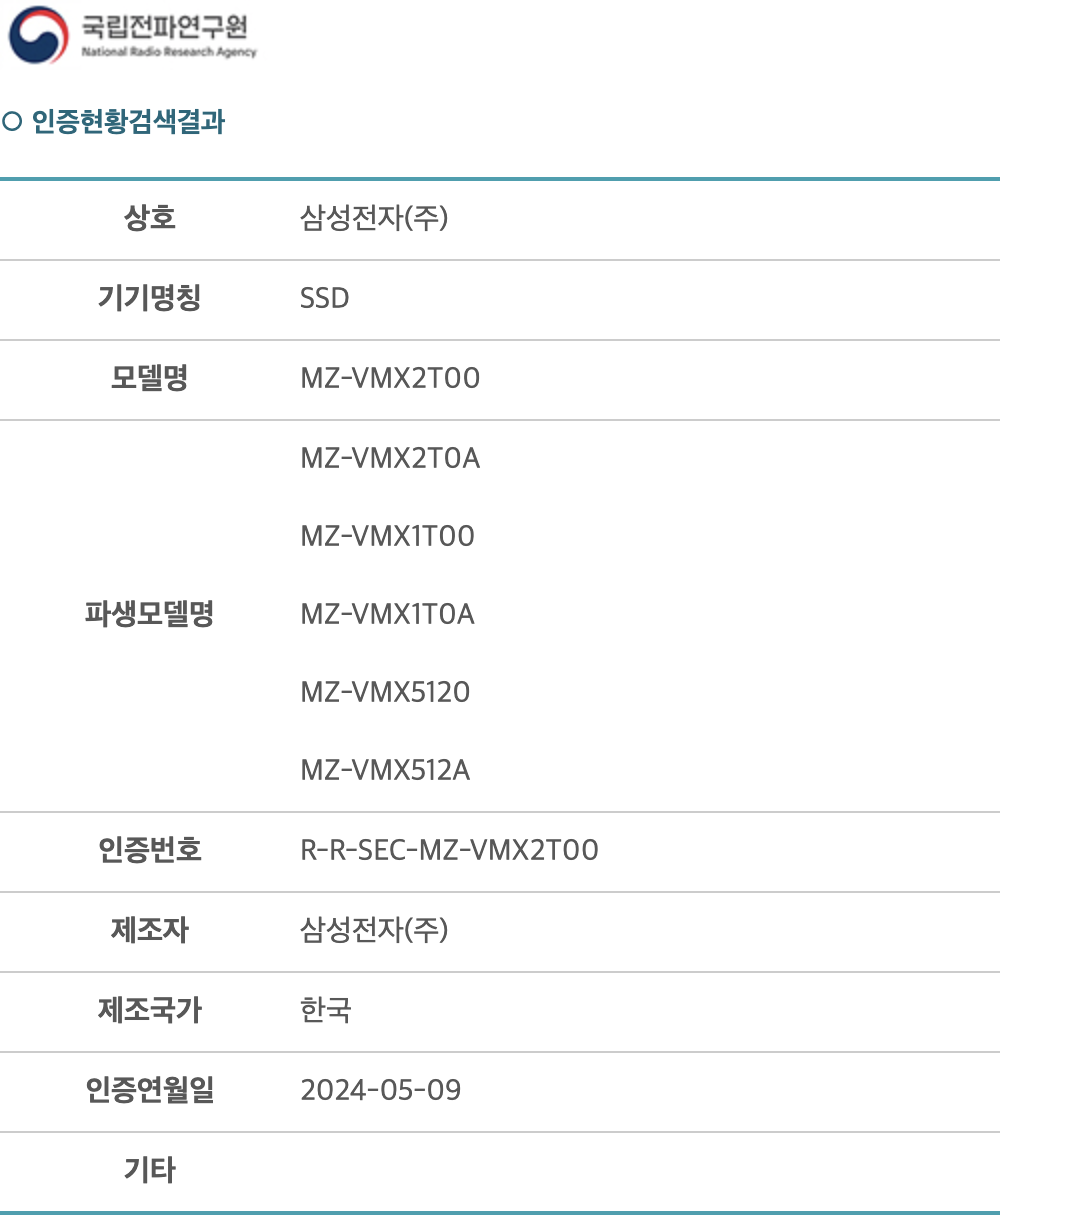 국립전파연구원
National Radio Research Agency
인증현황검색결과
상호 삼성전자(주)
기기명칭 SSD
모델명 MZ-VMX2T00
파생모델명
MZ-VMX2T0A
MZ-VMX1T00
MZ-VMX1T0A
MZ-VMX5120
MZ-VMX512A
인증번호 R-R-SEC-MZ-VMX2T00
제조자 삼성전자(주)
제조국가 한국
인증연월일 2024-05-09
기타